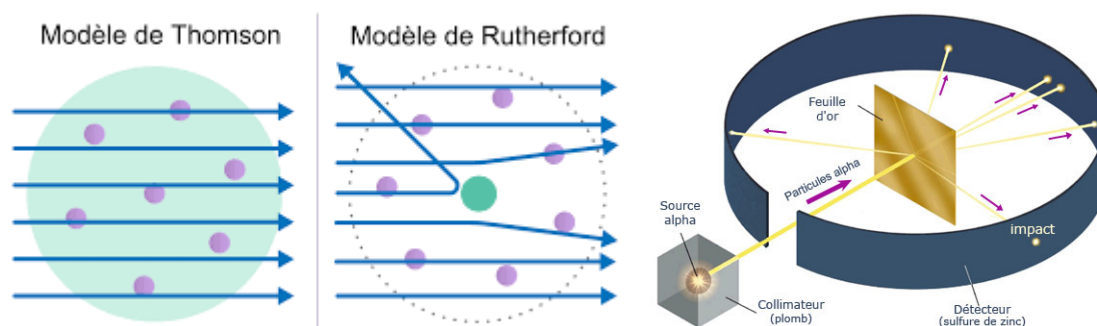 Modèle de Thomson
Modèle de Rutherford
Feuille
d'or
Particules alpha
Source
alpha
impact
Collimateur
(plomb)
Détecteur
(sulfure de zinc)